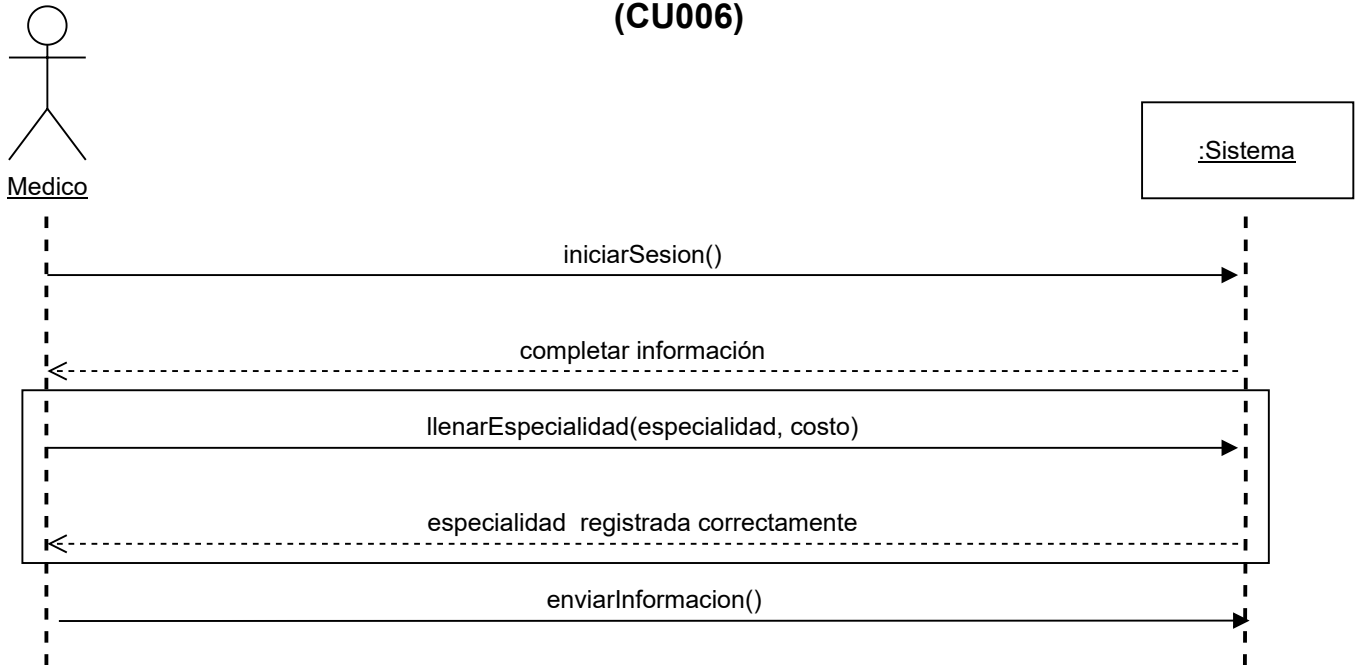 (CU006)
:Sistema
Medico
iniciarSesion()
completar información
llenarEspecialidad(especialidad, costo)
especialidad  registrada correctamente
enviarInformacion()